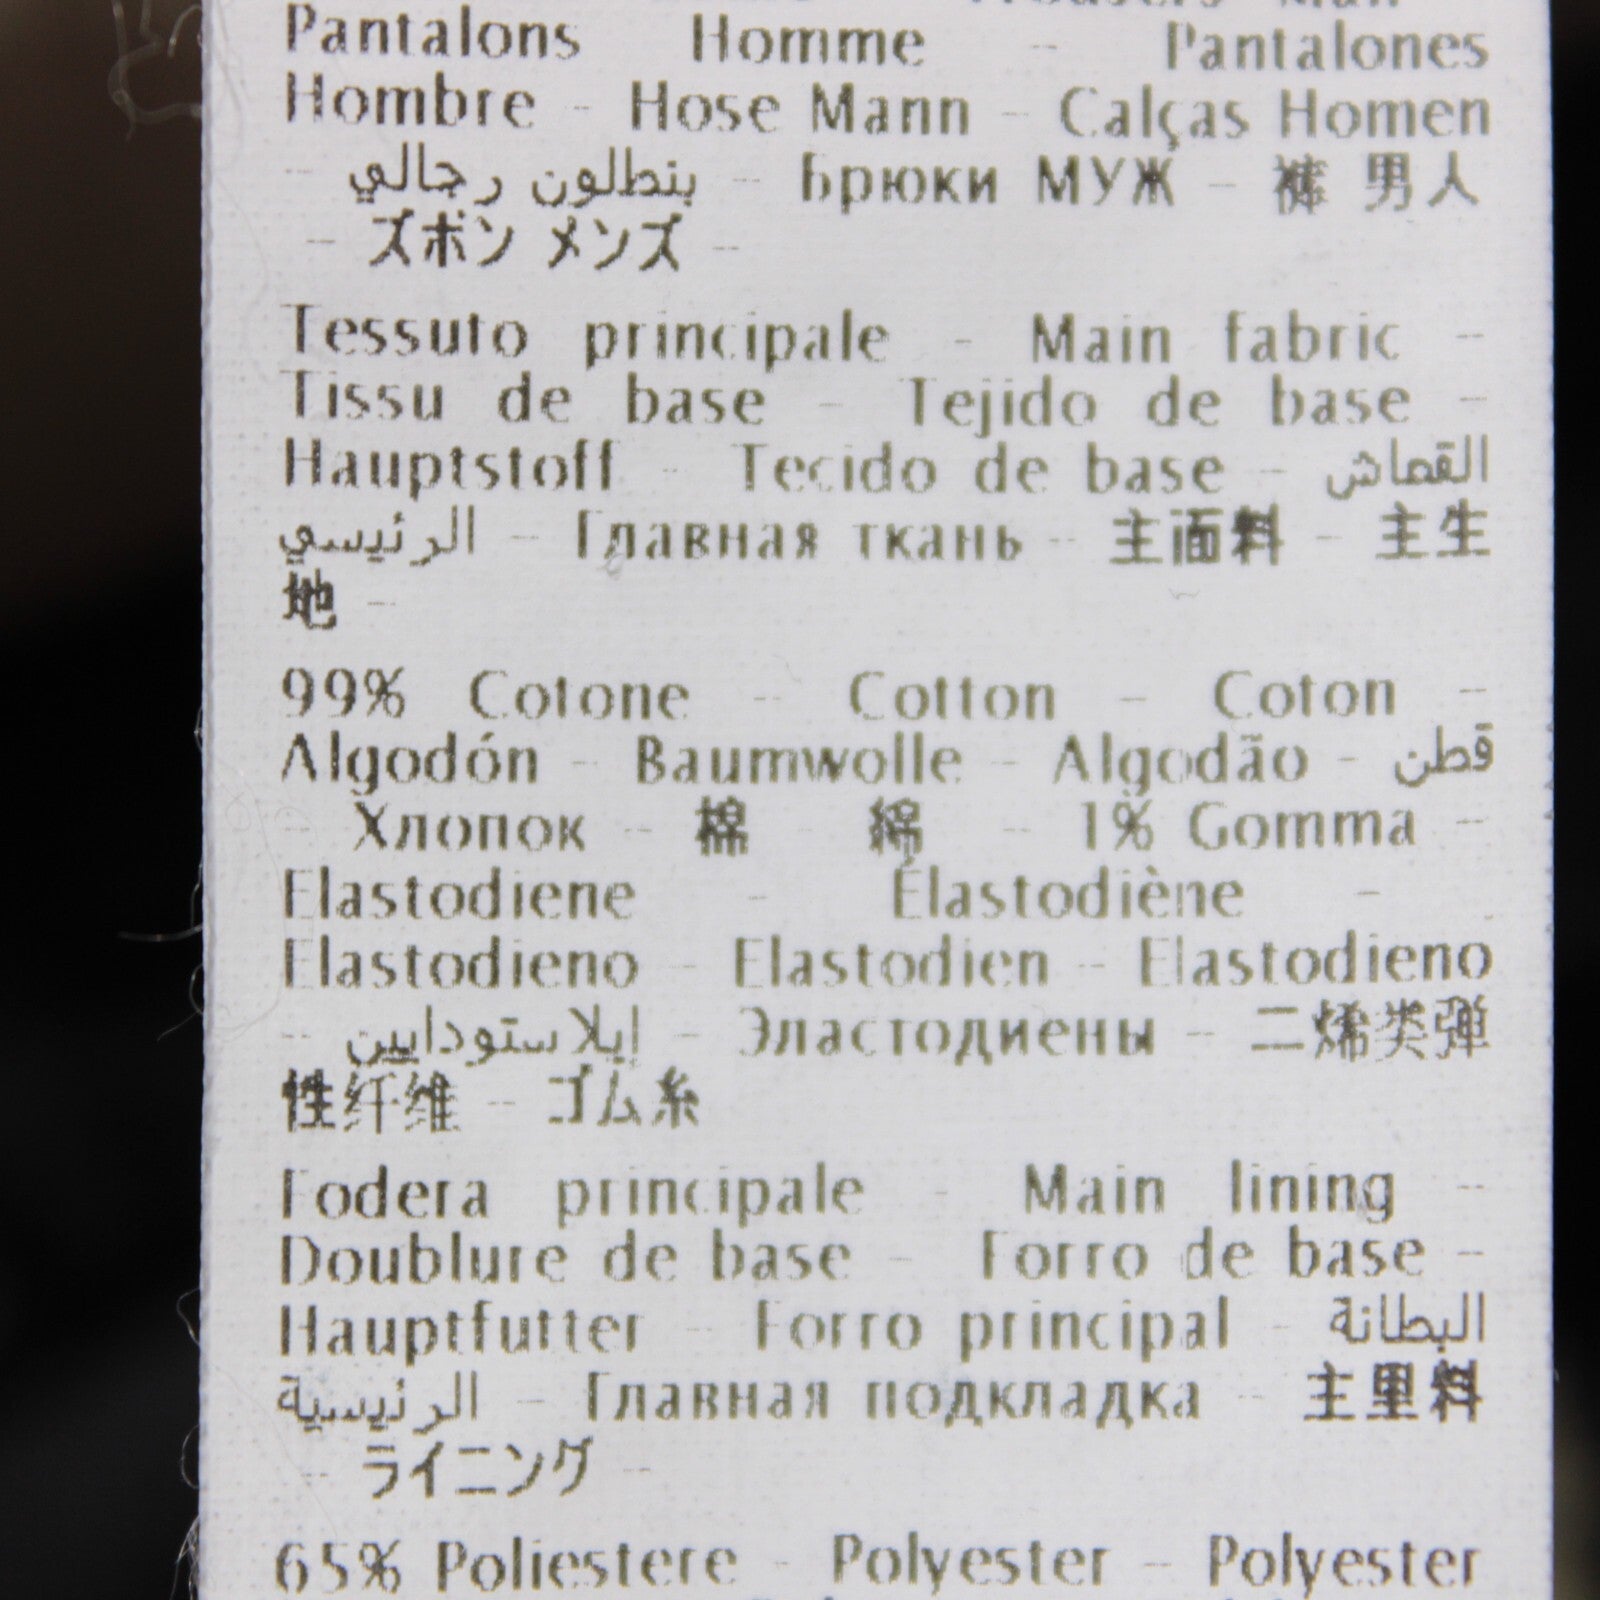 Trousers Man
Pantalons Homme - Pantalones
Hombre - Hose Mann - Calças Homen
- بنطلون رجالي - Брюки МУЖ - 裤 男人
- ズボン メンズ -
Tessuto principale - Main fabric -
Tissu de base - Tejido de base -
Hauptstoff - Tecido de base - القماش
الرئيسي - Главная ткань - 主面料 - 主生
地 -
99% Cotone - Cotton - Coton -
Algodón - Baumwolle - Algodão - قطن
- Хлопок - 棉 - 綿 - 1% Gomma -
Elastodiene - Élastodiène -
Elastodieno - Elastodien - Elastodieno
- إيلاستودايين - Эластодиены - 二烯类弹
性纤维 - ゴム糸
Fodera principale - Main lining -
Doublure de base - Forro de base -
Hauptfutter - Forro principal - البطانة
الرئيسية - Главная подкладка - 主里料
- ライニング -
65% Poliestere - Polyester - Polyester